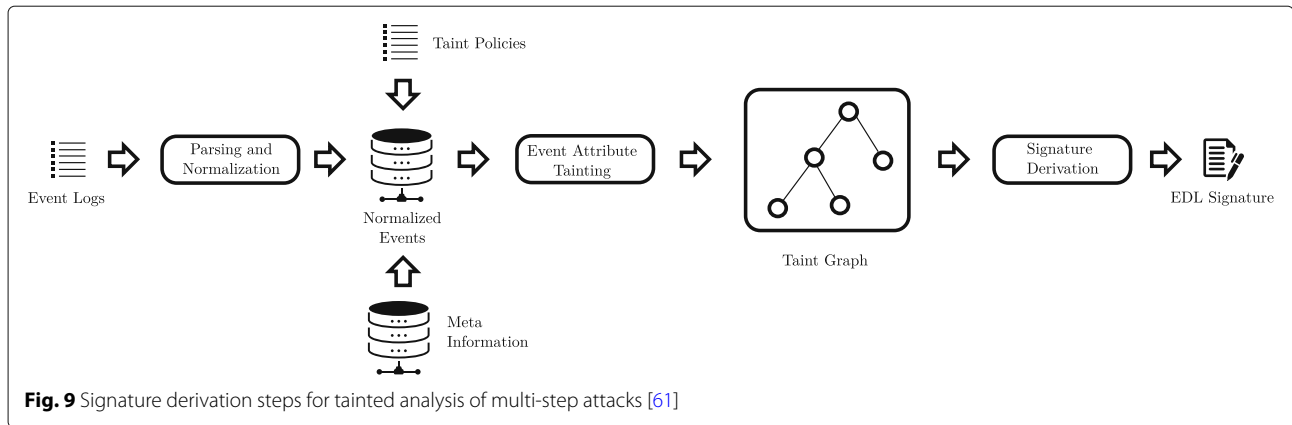 Taint Policies
Event Logs
Parsing and
Normalization
Normalized
Events
Event Attribute
Tainting
Taint Graph
Signature
Derivation
EDL Signature
Meta
Information
Fig. 9 Signature derivation steps for tainted analysis of multi-step attacks [61]